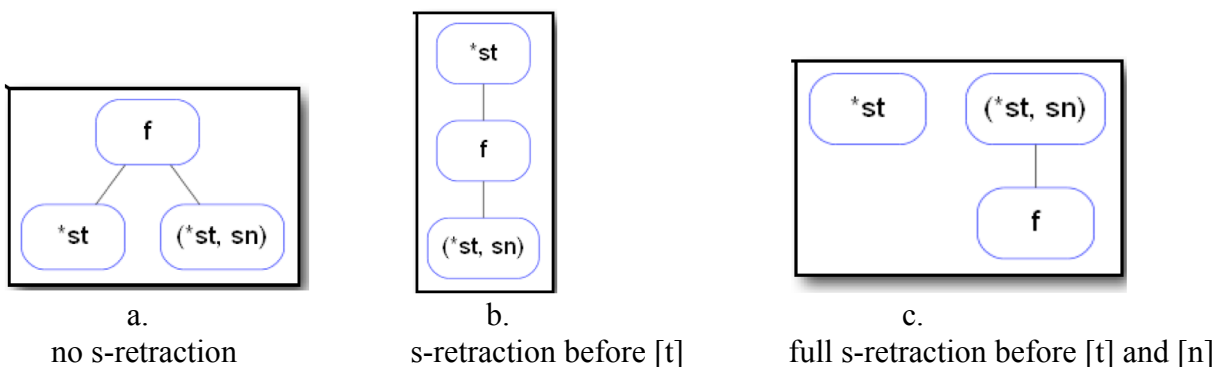 f
*st
(*st, sn)
a.
no s-retraction
*st
f
(*st, sn)
b.
s-retraction before [t]
*st
(*st, sn)
f
c.
full s-retraction before [t] and [n]